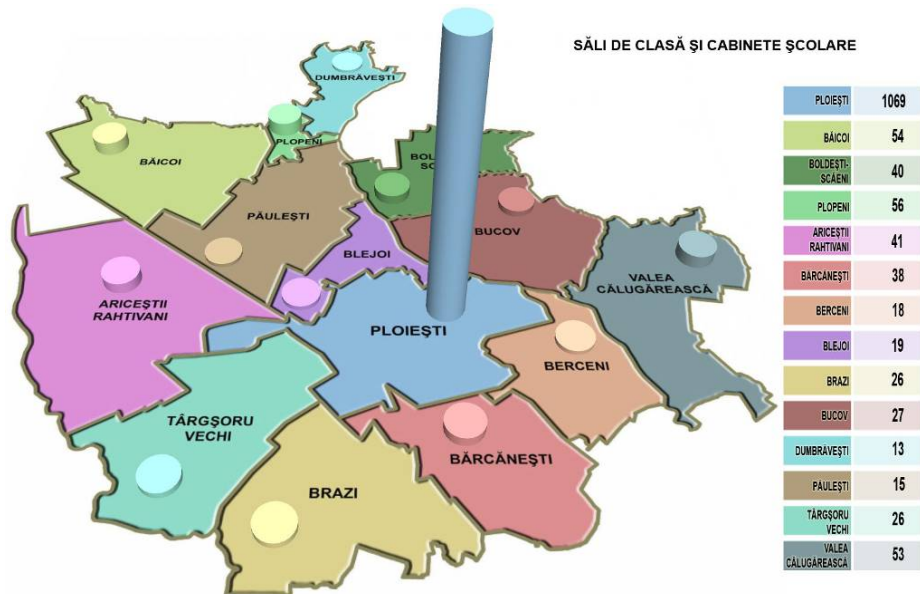 SĂLI DE CLASĂ ŞI CABINETE ŞCOLARE
DUMBRĂVEŞTI
PLOPENI
BĂICOI
PĂULEŞTI
BUCOV
BLEJOI
VALEA
CĂLUGĂREASCĂ
ARICEŞTII
RAHTIVANI
PLOIEŞTI
BERCENI
TÂRGŞORU
VECHI
BĂRCĂNEŞTI
BRAZI
PLOIEŞTI 1069
BĂICOI 54
BOLDEŞTI-
SCĂENI 40
PLOPENI 56
ARICEŞTII
RAHTIVANI 41
BĂRCĂNEŞTI 38
BERCENI 18
BLEJOI 19
BRAZI 26
BUCOV 27
DUMBRĂVEŞTI 13
PĂULEŞTI 15
TÂRGŞORU
VECHI 26
VALEA
CĂLUGĂREASCĂ 53